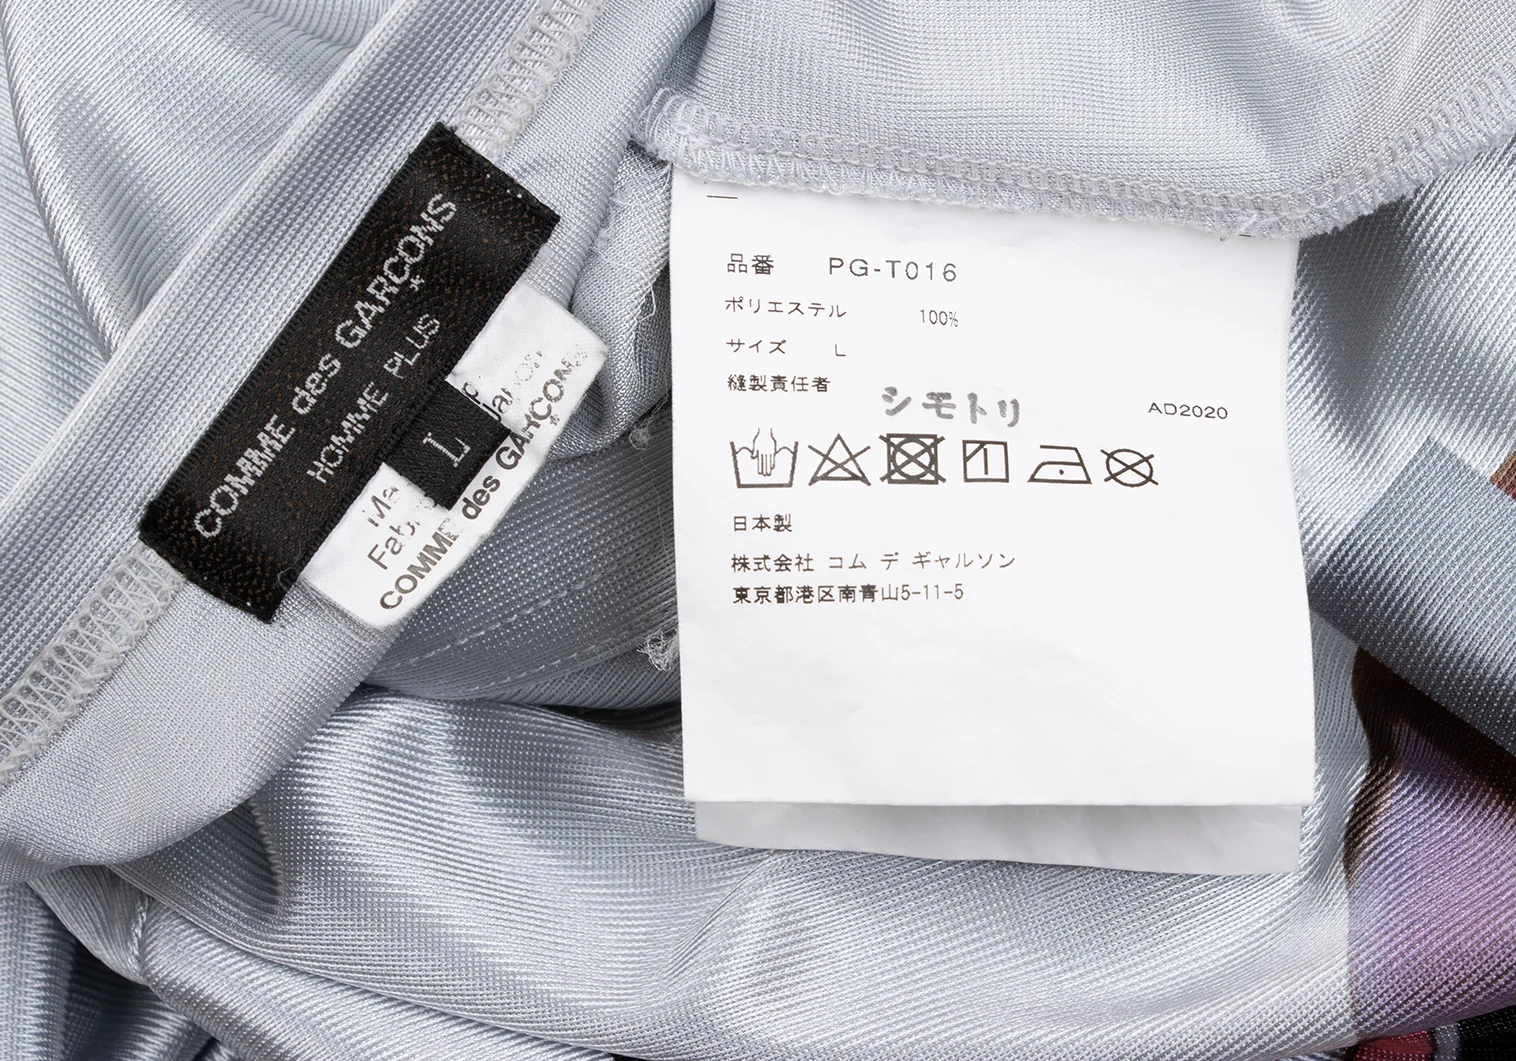 COMME des GARÇONS
HOMME PLUS
L
Ma
Fab
COMME des GARÇONS
品番 PG-T016
ポリエステル 100%
サイズ L
縫製責任者 シモトリ
AD2020
日本製
株式会社 コム デ ギャルソン
東京都港区南青山5-11-5